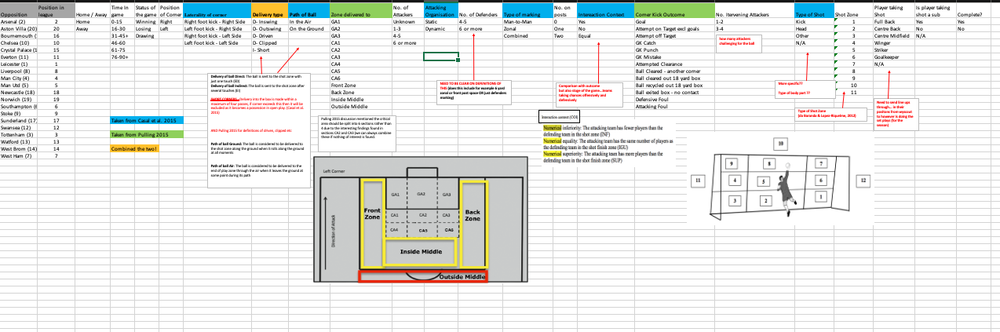 Opposition
Position in league
Home / Away
Time In game
Status of the game
Position of Corner
Laterality of corner
Delivery type
Path of Ball
Zone delivered to
No. of Attackers
Attacking Organisation
No. of Defenders
Type of marking
No. on posts
Intereaction Context
Corner Kick Outcome
No. Itervening Attackers
Type of Shot
Shot Zone
Player taking Shot
Is player taking shot a sub
Complete?
Arsenal (2) 2 Home 0-15 Winning Right Right foot kick - Right Side D- Inswing In the Air GA1 Unknown Static 4-5 Man-to-Man 0 Yes Goal 1-2 Kick 1 Full Back Yes Yes
Aston Villa (20) 20 Away 16-30 Losing Left Left Foot kick - Right Side D- Outswing On the Ground GA2 1-3 Dynamic 6 or more Zonal One No Attempt on Target excl goals 3-4 Head 2 Centre Back No No
Bournemouth ( 16 31-45+ Drawing Right foot kick - Left Side D- Driven GA3 4-5 Combined Two Equal Attempt off Target Other 3 Centre Midfield N/A
Chelsea (10) 10 46-60 Left Foot kick - Left Side D- Clipped CA1 6 or more GK Catch N/A 4 Winger
Crystal Palace (1 15 61-75 I- Short CA2 GK Punch 5 Striker
Everton (11) 11 76-90+ CA3 GK Mistake 6 Goalkeeper
Leicester (1) 1 CA4 Attempted Clearance 7 N/A
Liverpool (8) 8 CA5 Ball Cleared - another corner 8
Man City (4) 4 CA6 Ball cleared out 18 yard box 9
Man Utd (5) 5 Front Zone Ball recycled out 18 yard box 10
Newcastle (18) 18 Back Zone Ball exited box - no contact 11
Norwich (19) 19 Inside Middle Defensive Foul
Southampton (6 6 Outside Middle Attacking Foul
Stoke (9) 9
Sunderland (17) 17 Taken from Casal et al. 2015
Swansea (12) 12
Tottenham (3) 3 Taken from Pulling 2015
Watford (13) 13
West Brom (14) 14 Combined the two!
West Ham (7) 7
how many attackers
challenging for the ball
Delivery of ball Direct: The ball is sent to the shot zone with
just one touch (SD)
Delivery of ball Indirect: The ball is sent to the shot zone after
several touches (EI)
SHORT CORNERS- Delivery into the box is made within a
maximum of four passes, if corner exceeds this then it will be
excluded as it becomes a possession in open play. (Casal et al.
2015)
AND Pulling 2015 for definitions of driven, clipped etc
Path of ball Ground: The ball is considered to be delivered to
the shot zone along the ground when it rolls along the ground
at all moments
Path of ball Air: The ball is considered to be delivered to the
end of play zone through the air when it leaves the ground at
some point during its path
Pulling 2015 discussion mentioned the critical
area should be split into 6 sections rather than
4 due to the interesting findings found in
sections CA2 and CA3 (we can always combine
these if nothing of interest is found)
NEED TO BE CLEAR ON DEFINITIONS OF
THIS (does this include for example 6 yard
zonal or front post space OR just defenders
marking)
Comparison with outcome
but also stage of the game...teams
taking chances offensively and
defensively
More specific??
Type of body part ??
Type of Shot Zone
Need to send line ups
through... in their
positions from wyscout
to however is doing the
set plays (for the
season)
Interaction context (COI)
Numerical inferiority: The attacking team has fewer players than the
defending team in the shot zone (INF)
Numerical equality: The attacking team has the same number of players as
the defending team in the shot finish zone (IGU)
Numerical superiority: The attacking team has more players than the
defending team in the shot finish zone (SUP)
Left Corner
Direction of Attack
GA1 GA2 GA3
Front Zone
CA1 CA2 CA3
Back Zone
CA4 GA5 GA6
Inside Middle
Outside Middle
10
9 8 7
11 4 5 6 12
3 2 1